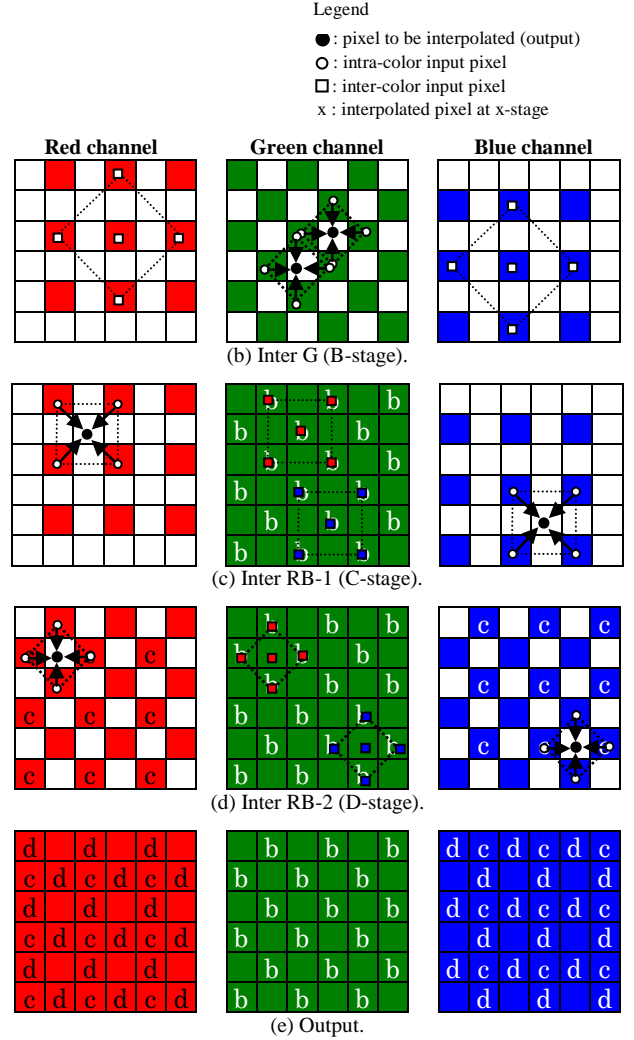 Legend
: pixel to be interpolated (output)
: intra-color input pixel
: inter-color input pixel
x : interpolated pixel at x-stage
Red channel Green channel Blue channel
(b) Inter G (B-stage).
b b b
b b b
b b b
b b b
b b b
b b b
(c) Inter RB-1 (C-stage).
b b b c c c
c b b b
b b b c c c
c c c b b b
b b b c
c c c b b b
(d) Inter RB-2 (D-stage).
d d d b b b d c d c d c
c d c d c d b b b d d d
d d d b b b d c d c d c
c d c d c d b b b d d d
d d d b b b d c d c d c
c d c d c d b b b d d d
(e) Output.